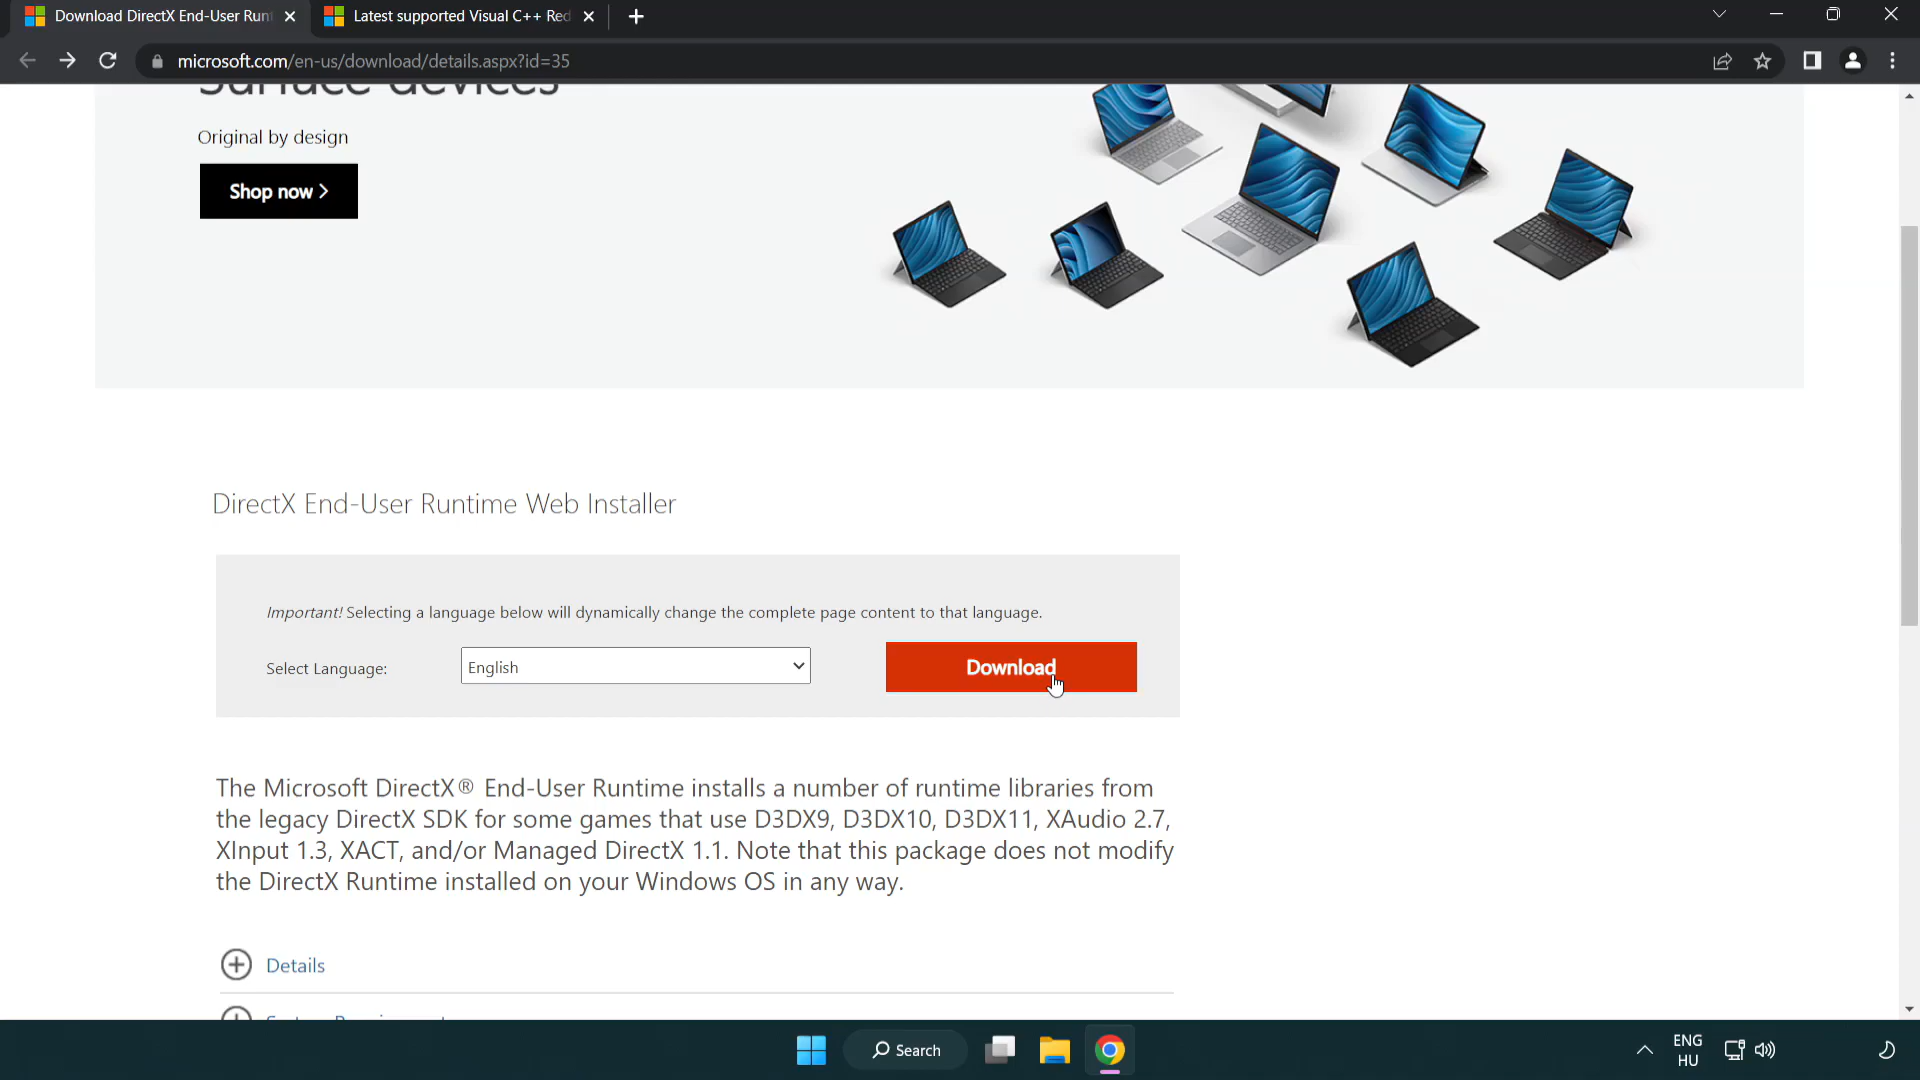 Download DirectX End-User Run
Latest supported Visual C++ Red
microsoft.com/en-us/download/details.aspx?id=35
Surface devices
Original by design
Shop now
DirectX End-User Runtime Web Installer
Important! Selecting a language below will dynamically change the complete page content to that language.
Select Language:
English
Download
The Microsoft DirectX® End-User Runtime installs a number of runtime libraries from
the legacy DirectX SDK for some games that use D3DX9, D3DX10, D3DX11, XAudio 2.7,
XInput 1.3, XACT, and/or Managed DirectX 1.1. Note that this package does not modify
the DirectX Runtime installed on your Windows OS in any way.
Details
Search
ENG
HU